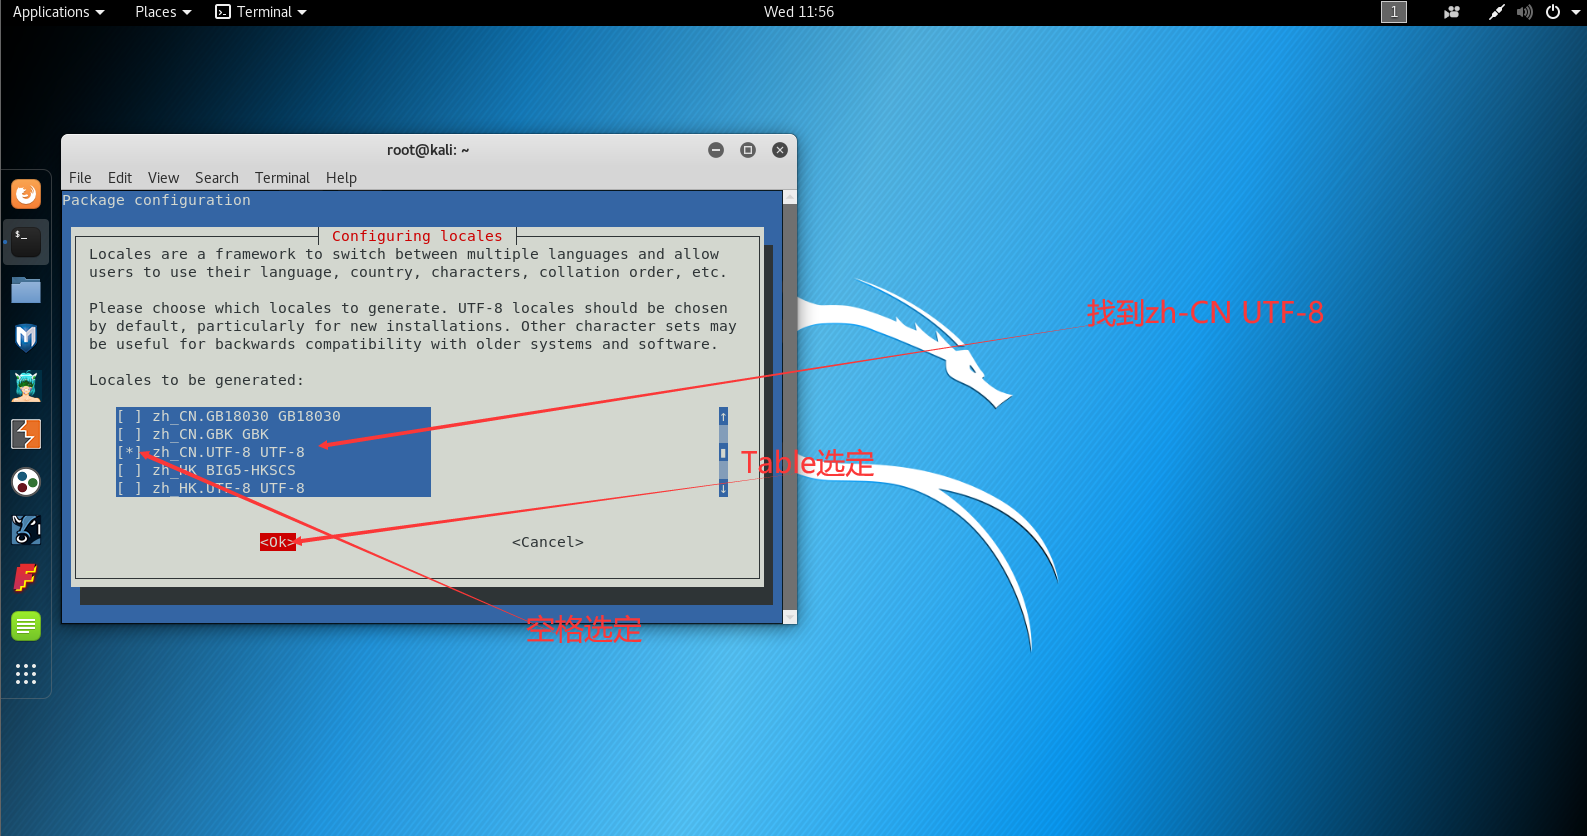 Applications Places Terminal Wed 11:56 1
root@kali: ~
File Edit View Search Terminal Help
Package configuration
Configuring locales
Locales are a framework to switch between multiple languages and allow
users to use their language, country, characters, collation order, etc.
Please choose which locales to generate. UTF-8 locales should be chosen
by default, particularly for new installations. Other character sets may
be useful for backwards compatibility with older systems and software.
Locales to be generated:
[ ] zh_CN.GB18030 GB18030
[ ] zh_CN.GBK GBK
[*] zh_CN.UTF-8 UTF-8
[ ] zh_HK BIG5-HKSCS
[ ] zh_HK.UTF-8 UTF-8
<Ok> <Cancel>
找到zh-CN UTF-8
Table选定
空格选定